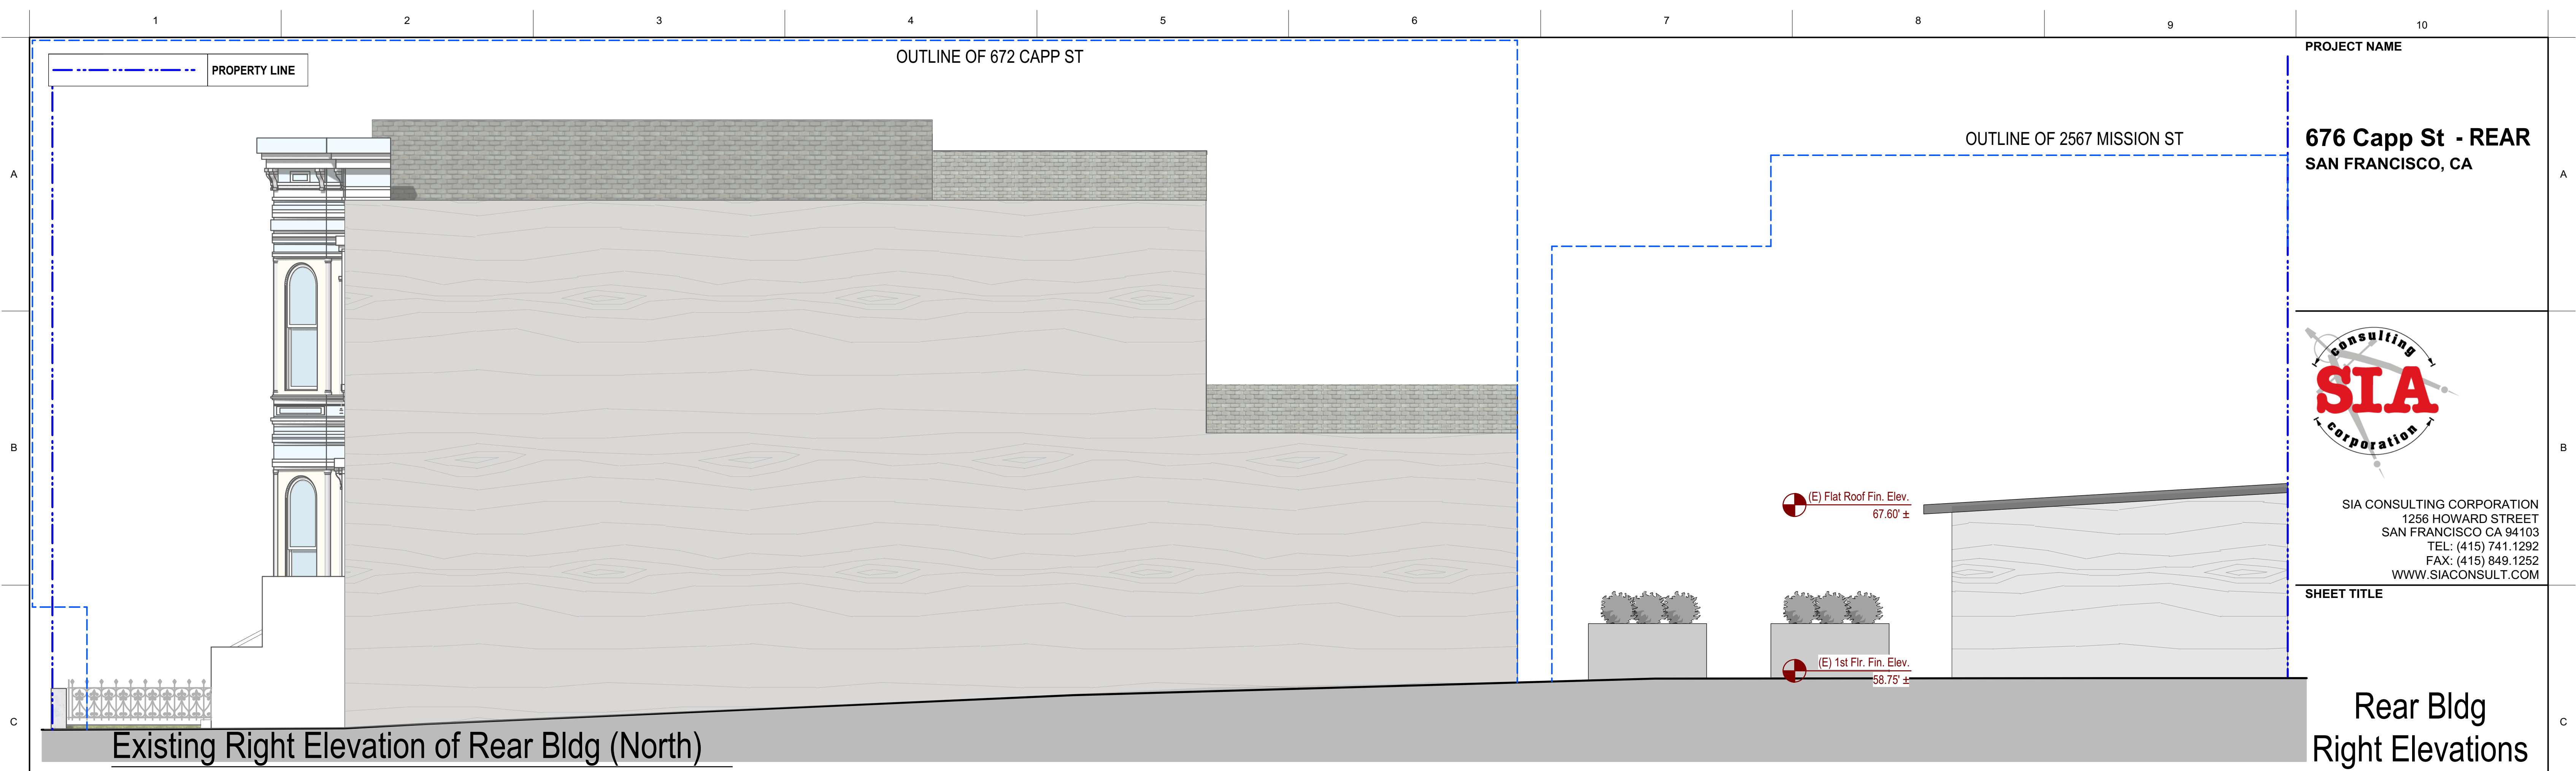 1 2 3 4 5 6 7 8 9 10
PROPERTY LINE
OUTLINE OF 672 CAPP ST
OUTLINE OF 2567 MISSION ST
PROJECT NAME
676 Capp St - REAR
SAN FRANCISCO, CA
A A
consulting
SIA
corporation
B B
(E) Flat Roof Fin. Elev.
67.60' ±
SIA CONSULTING CORPORATION
1256 HOWARD STREET
SAN FRANCISCO CA 94103
TEL: (415) 741.1292
FAX: (415) 849.1252
WWW.SIACONSULT.COM
SHEET TITLE
(E) 1st Flr. Fin. Elev.
58.75' ±
C C
Rear Bldg
Right Elevations
Existing Right Elevation of Rear Bldg (North)